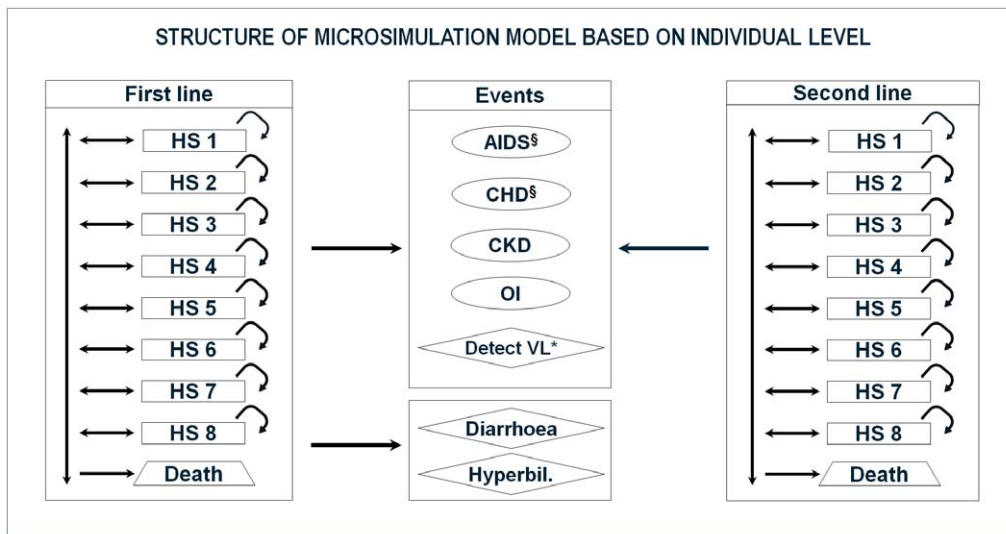 STRUCTURE OF MICROSIMULATION MODEL BASED ON INDIVIDUAL LEVEL
First line
HS 1
HS 2
HS 3
HS 4
HS 5
HS 6
HS 7
HS 8
Death
Events
AIDS§
CHD§
CKD
OI
Detect VL*
Diarrhoea
Hyperbil.
Second line
HS 1
HS 2
HS 3
HS 4
HS 5
HS 6
HS 7
HS 8
Death